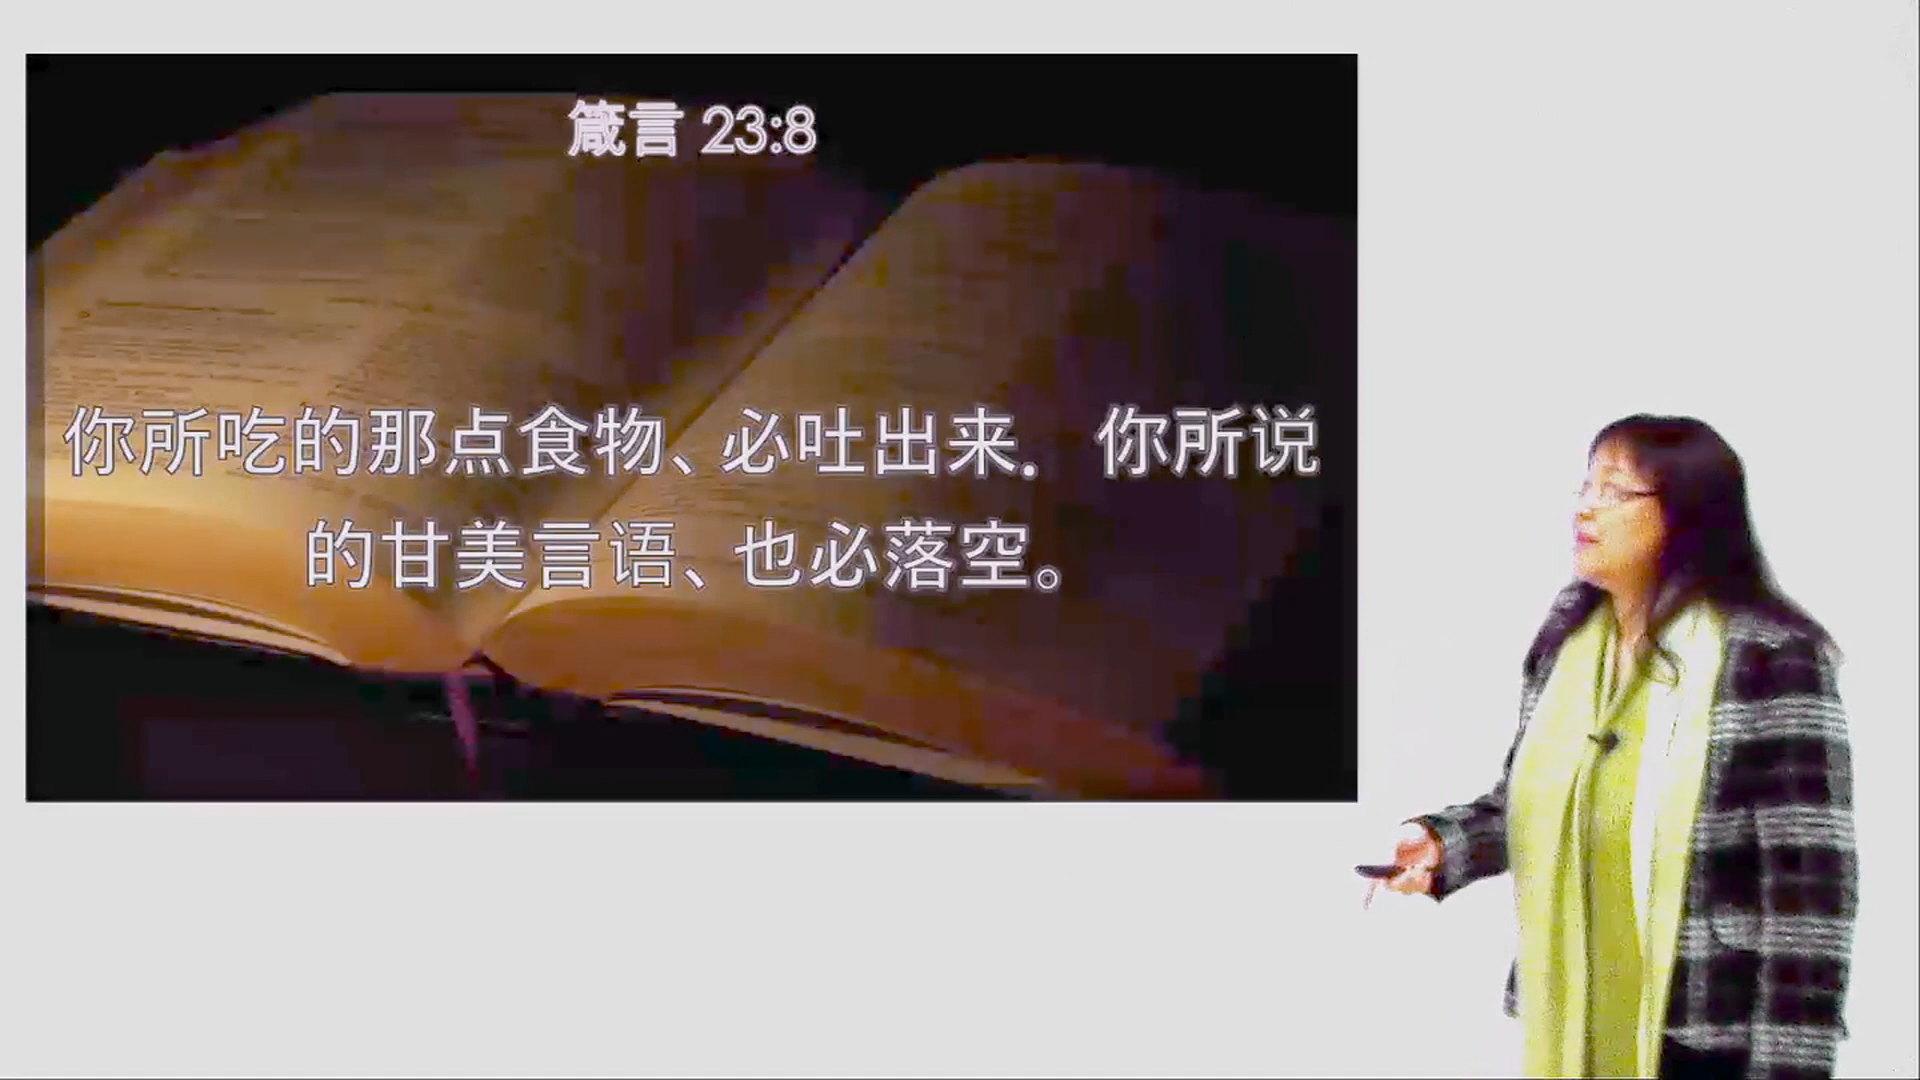 箴言 23:8
你所吃的那点食物、必吐出来． 你所说
的甘美言语、也必落空。